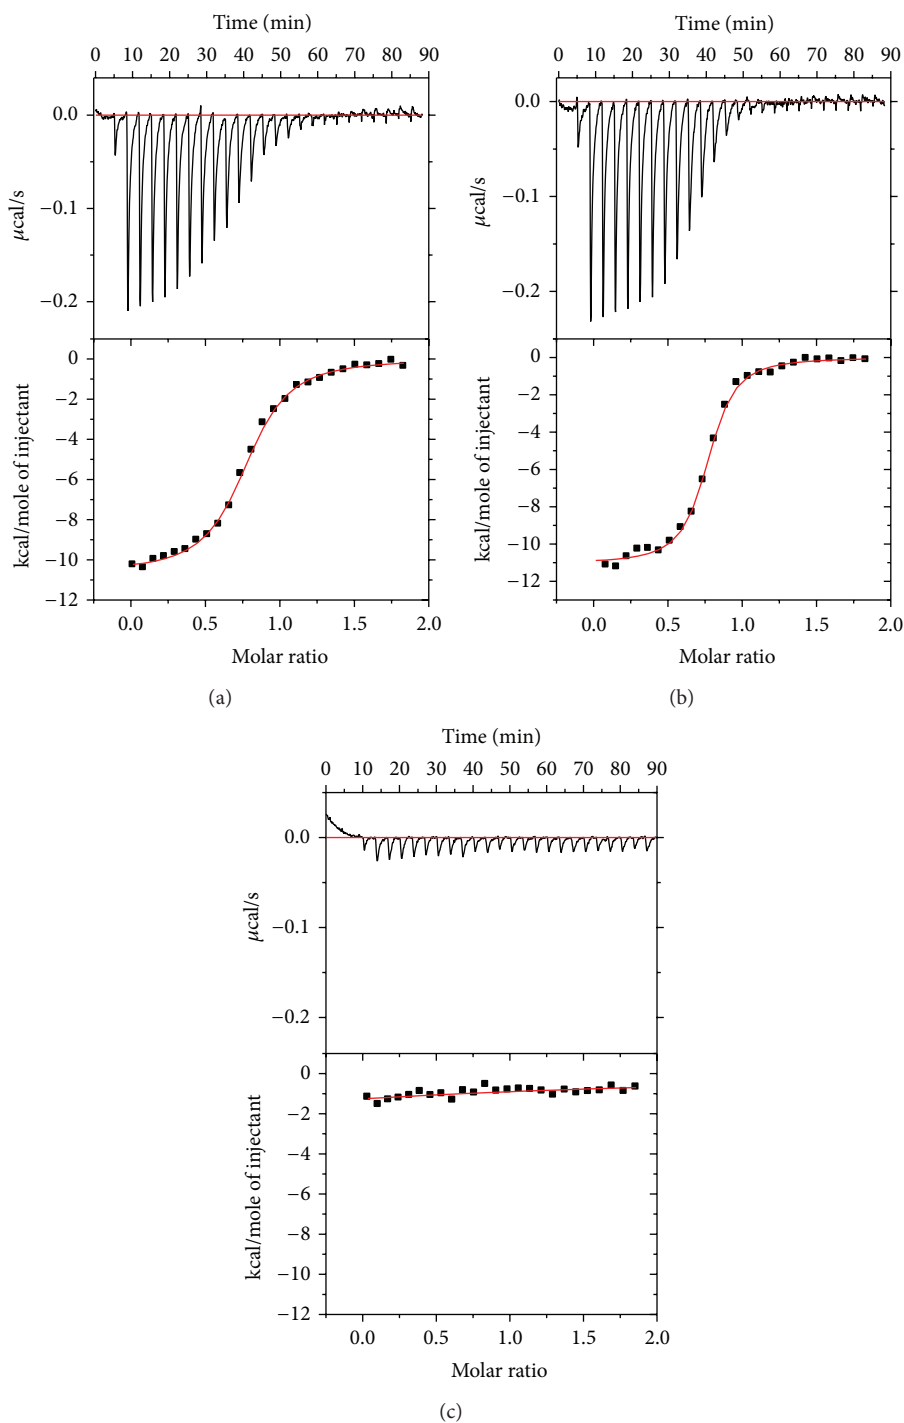 Time (min)
0 10 20 30 40 50 60 70 80 90
0.0
−0.1
−0.2
μcal/s
0
−2
−4
−6
−8
−10
−12
kcal/mole of injectant
0.0 0.5 1.0 1.5 2.0
Molar ratio
(a)
Time (min)
0 10 20 30 40 50 60 70 80 90
0.0
−0.1
−0.2
μcal/s
0
−2
−4
−6
−8
−10
−12
kcal/mole of injectant
0.0 0.5 1.0 1.5 2.0
Molar ratio
(b)
Time (min)
0 10 20 30 40 50 60 70 80 90
0.0
−0.1
−0.2
μcal/s
0
−2
−4
−6
−8
−10
−12
kcal/mole of injectant
0.0 0.5 1.0 1.5 2.0
Molar ratio
(c)